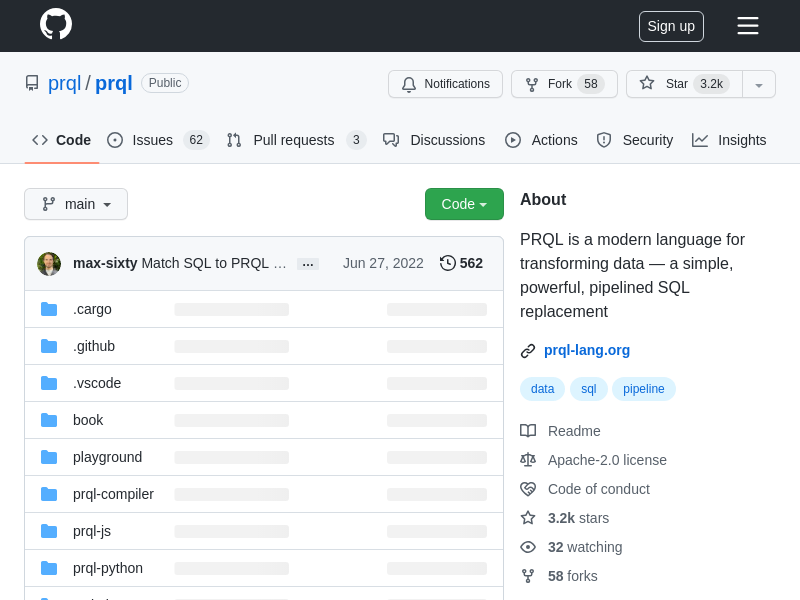 Sign up
prql / prql Public
Notifications Fork 58 Star 3.2k
Code Issues 62 Pull requests 3 Discussions Actions Security Insights
main Code
About
PRQL is a modern language for
transforming data — a simple,
powerful, pipelined SQL
replacement
prql-lang.org
data sql pipeline
Readme
Apache-2.0 license
Code of conduct
3.2k stars
32 watching
58 forks
max-sixty Match SQL to PRQL … ... Jun 27, 2022 562
.cargo
.github
.vscode
book
playground
prql-compiler
prql-js
prql-python